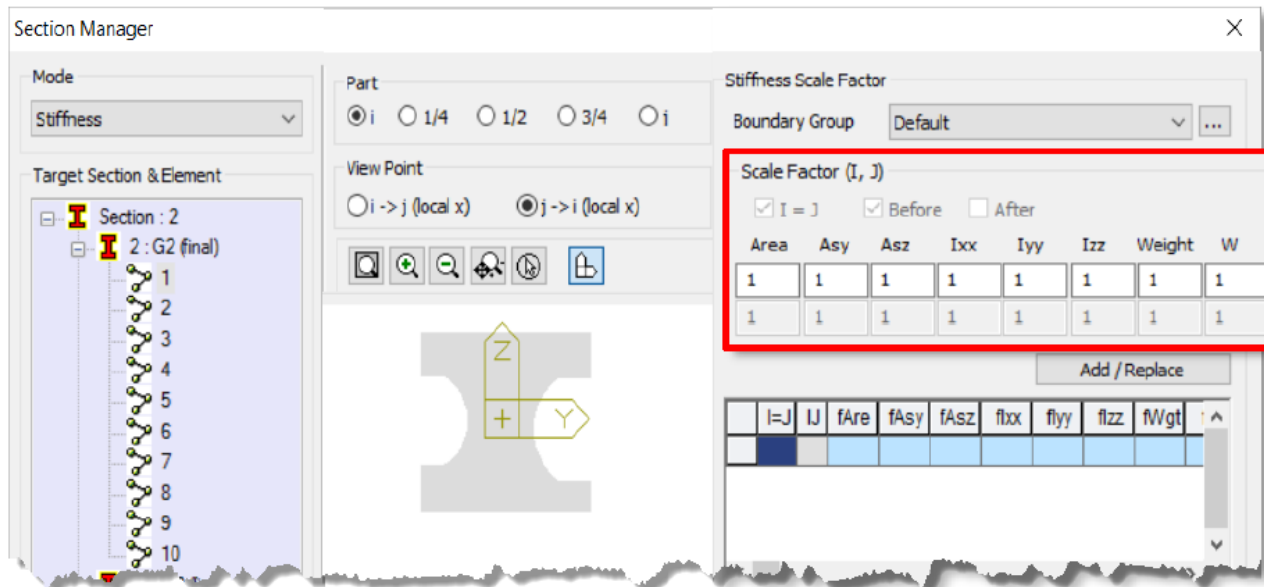 Section Manager
Mode
Stiffness
Target Section & Element
Section : 2
2 : G2 (final)
1
2
3
4
5
6
7
8
9
10
Part
i 1/4 1/2 3/4 j
View Point
i -> j (local x) j -> i (local x)
Z
Y
Stiffness Scale Factor
Boundary Group Default ...
Scale Factor (I, J)
I = J Before After
Area Asy Asz Ixx Iyy Izz Weight W
1 1 1 1 1 1 1 1
1 1 1 1 1 1 1 1
Add / Replace
I=J IJ fAre fAsy fAsz fIxx fIyy fIzz fWgt